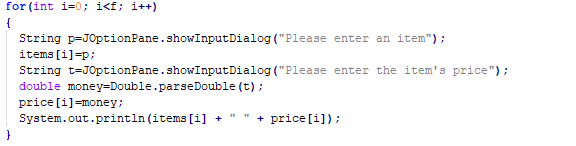 for(int i=0; i<f; i++)
{
String p=JOptionPane.showInputDialog("Please enter an item");
items[i]=p;
String t=JOptionPane.showInputDialog("Please enter the item's price");
double money=Double.parseDouble(t);
price[i]=money;
System.out.println(items[i] + " " + price[i]);
}